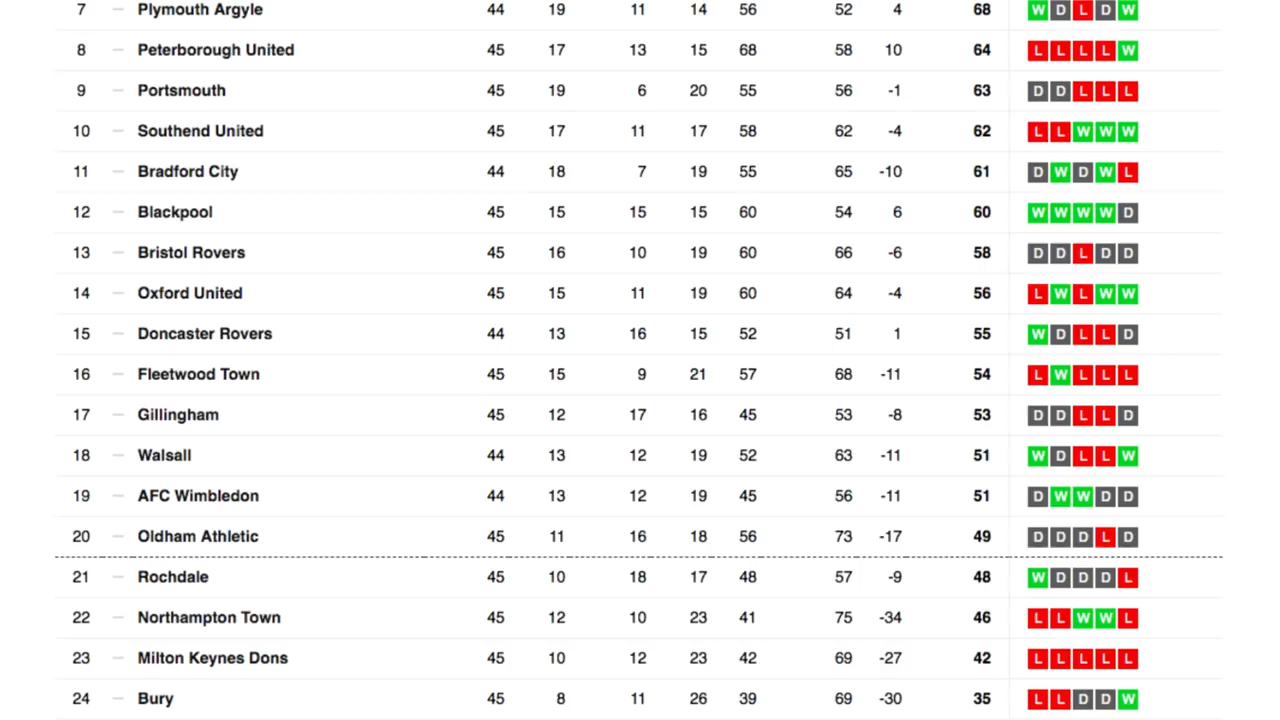 7 — Plymouth Argyle 44 19 11 14 56 52 4 68 W D L D W
8 — Peterborough United 45 17 13 15 68 58 10 64 L L L L W
9 — Portsmouth 45 19 6 20 55 56 -1 63 D D L L L
10 — Southend United 45 17 11 17 58 62 -4 62 L L W W W
11 — Bradford City 44 18 7 19 55 65 -10 61 D W D W L
12 — Blackpool 45 15 15 15 60 54 6 60 W W W W D
13 — Bristol Rovers 45 16 10 19 60 66 -6 58 D D L D D
14 — Oxford United 45 15 11 19 60 64 -4 56 L W L W W
15 — Doncaster Rovers 44 13 16 15 52 51 1 55 W D L L D
16 — Fleetwood Town 45 15 9 21 57 68 -11 54 L W L L L
17 — Gillingham 45 12 17 16 45 53 -8 53 D D L L D
18 — Walsall 44 13 12 19 52 63 -11 51 W D L L W
19 — AFC Wimbledon 44 13 12 19 45 56 -11 51 D W W D D
20 — Oldham Athletic 45 11 16 18 56 73 -17 49 D D D L D
21 — Rochdale 45 10 18 17 48 57 -9 48 W D D D L
22 — Northampton Town 45 12 10 23 41 75 -34 46 L L W W L
23 — Milton Keynes Dons 45 10 12 23 42 69 -27 42 L L L L L
24 — Bury 45 8 11 26 39 69 -30 35 L L D D W